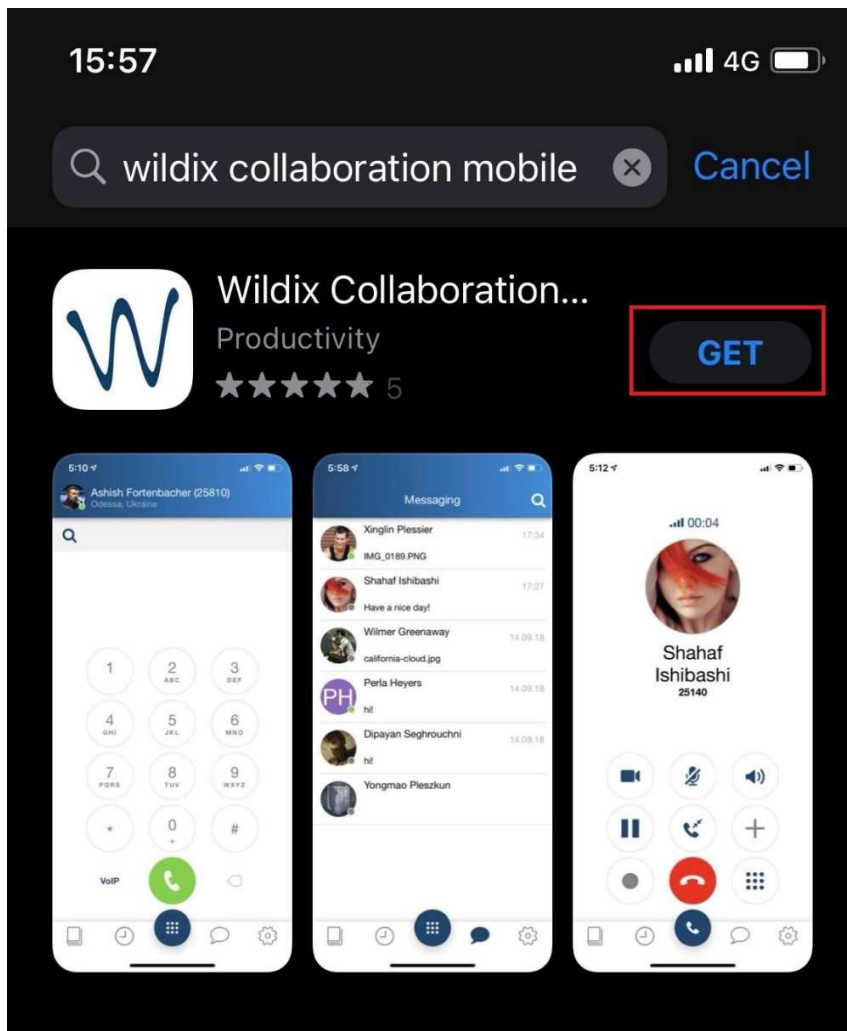 15:57
4G
wildix collaboration mobile
Cancel
W
Wildix Collaboration...
Productivity
GET
5
5:10
Ashish Fortenbacher (25810)
Odessa, Ukraine
1
2
3
ABC
DEF
4
5
6
GHI
JKL
MNO
7
8
9
PQRS
TUV
WXYZ
*
0
#
+
VoIP
5:58
Messaging
Xinglin Plessier
17:34
IMG_0189.PNG
Shahaf Ishibashi
17:27
Have a nice day!
Wilmer Greenaway
14.09.18
california-cloud.jpg
PH
Perla Heyers
14.09.18
hi!
Dipayan Seghrouchni
14.09.18
hi!
Yongmao Pleszkun
5:12
00:04
Shahaf
Ishibashi
25140